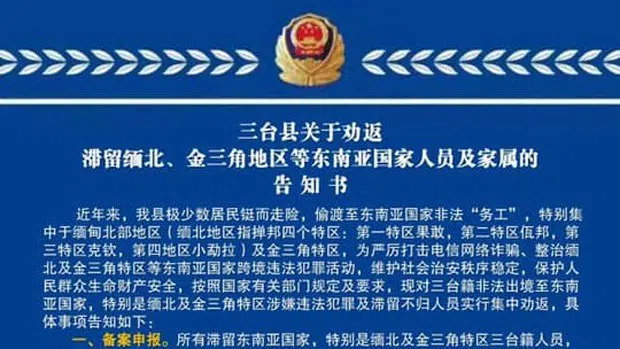 三台县关于劝返
滞留缅北、金三角地区等东南亚国家人员及家属的
告知书
近年来，我县极少数居民铤而走险，偷渡至东南亚国家非法“务工”，特别集
中于缅甸北部地区（缅北地区指掸邦四个特区：第一特区果敢，第二特区佤邦，第
三特区克钦，第四地区小勐拉）及金三角特区，为严厉打击电信网络诈骗、整治缅
北及金三角特区等东南亚国家跨境违法犯罪活动，维护社会治安秩序稳定，保护人
民群众生命财产安全，按照国家有关部门规定及要求，现对三台籍非法出境至东南
亚国家，特别是缅北及金三角特区涉嫌违法犯罪及滞留不归人员实行集中劝返，具
体事项告知如下：
一、备案申报。所有滞留东南亚国家，特别是缅北及金三角特区三台籍人员，